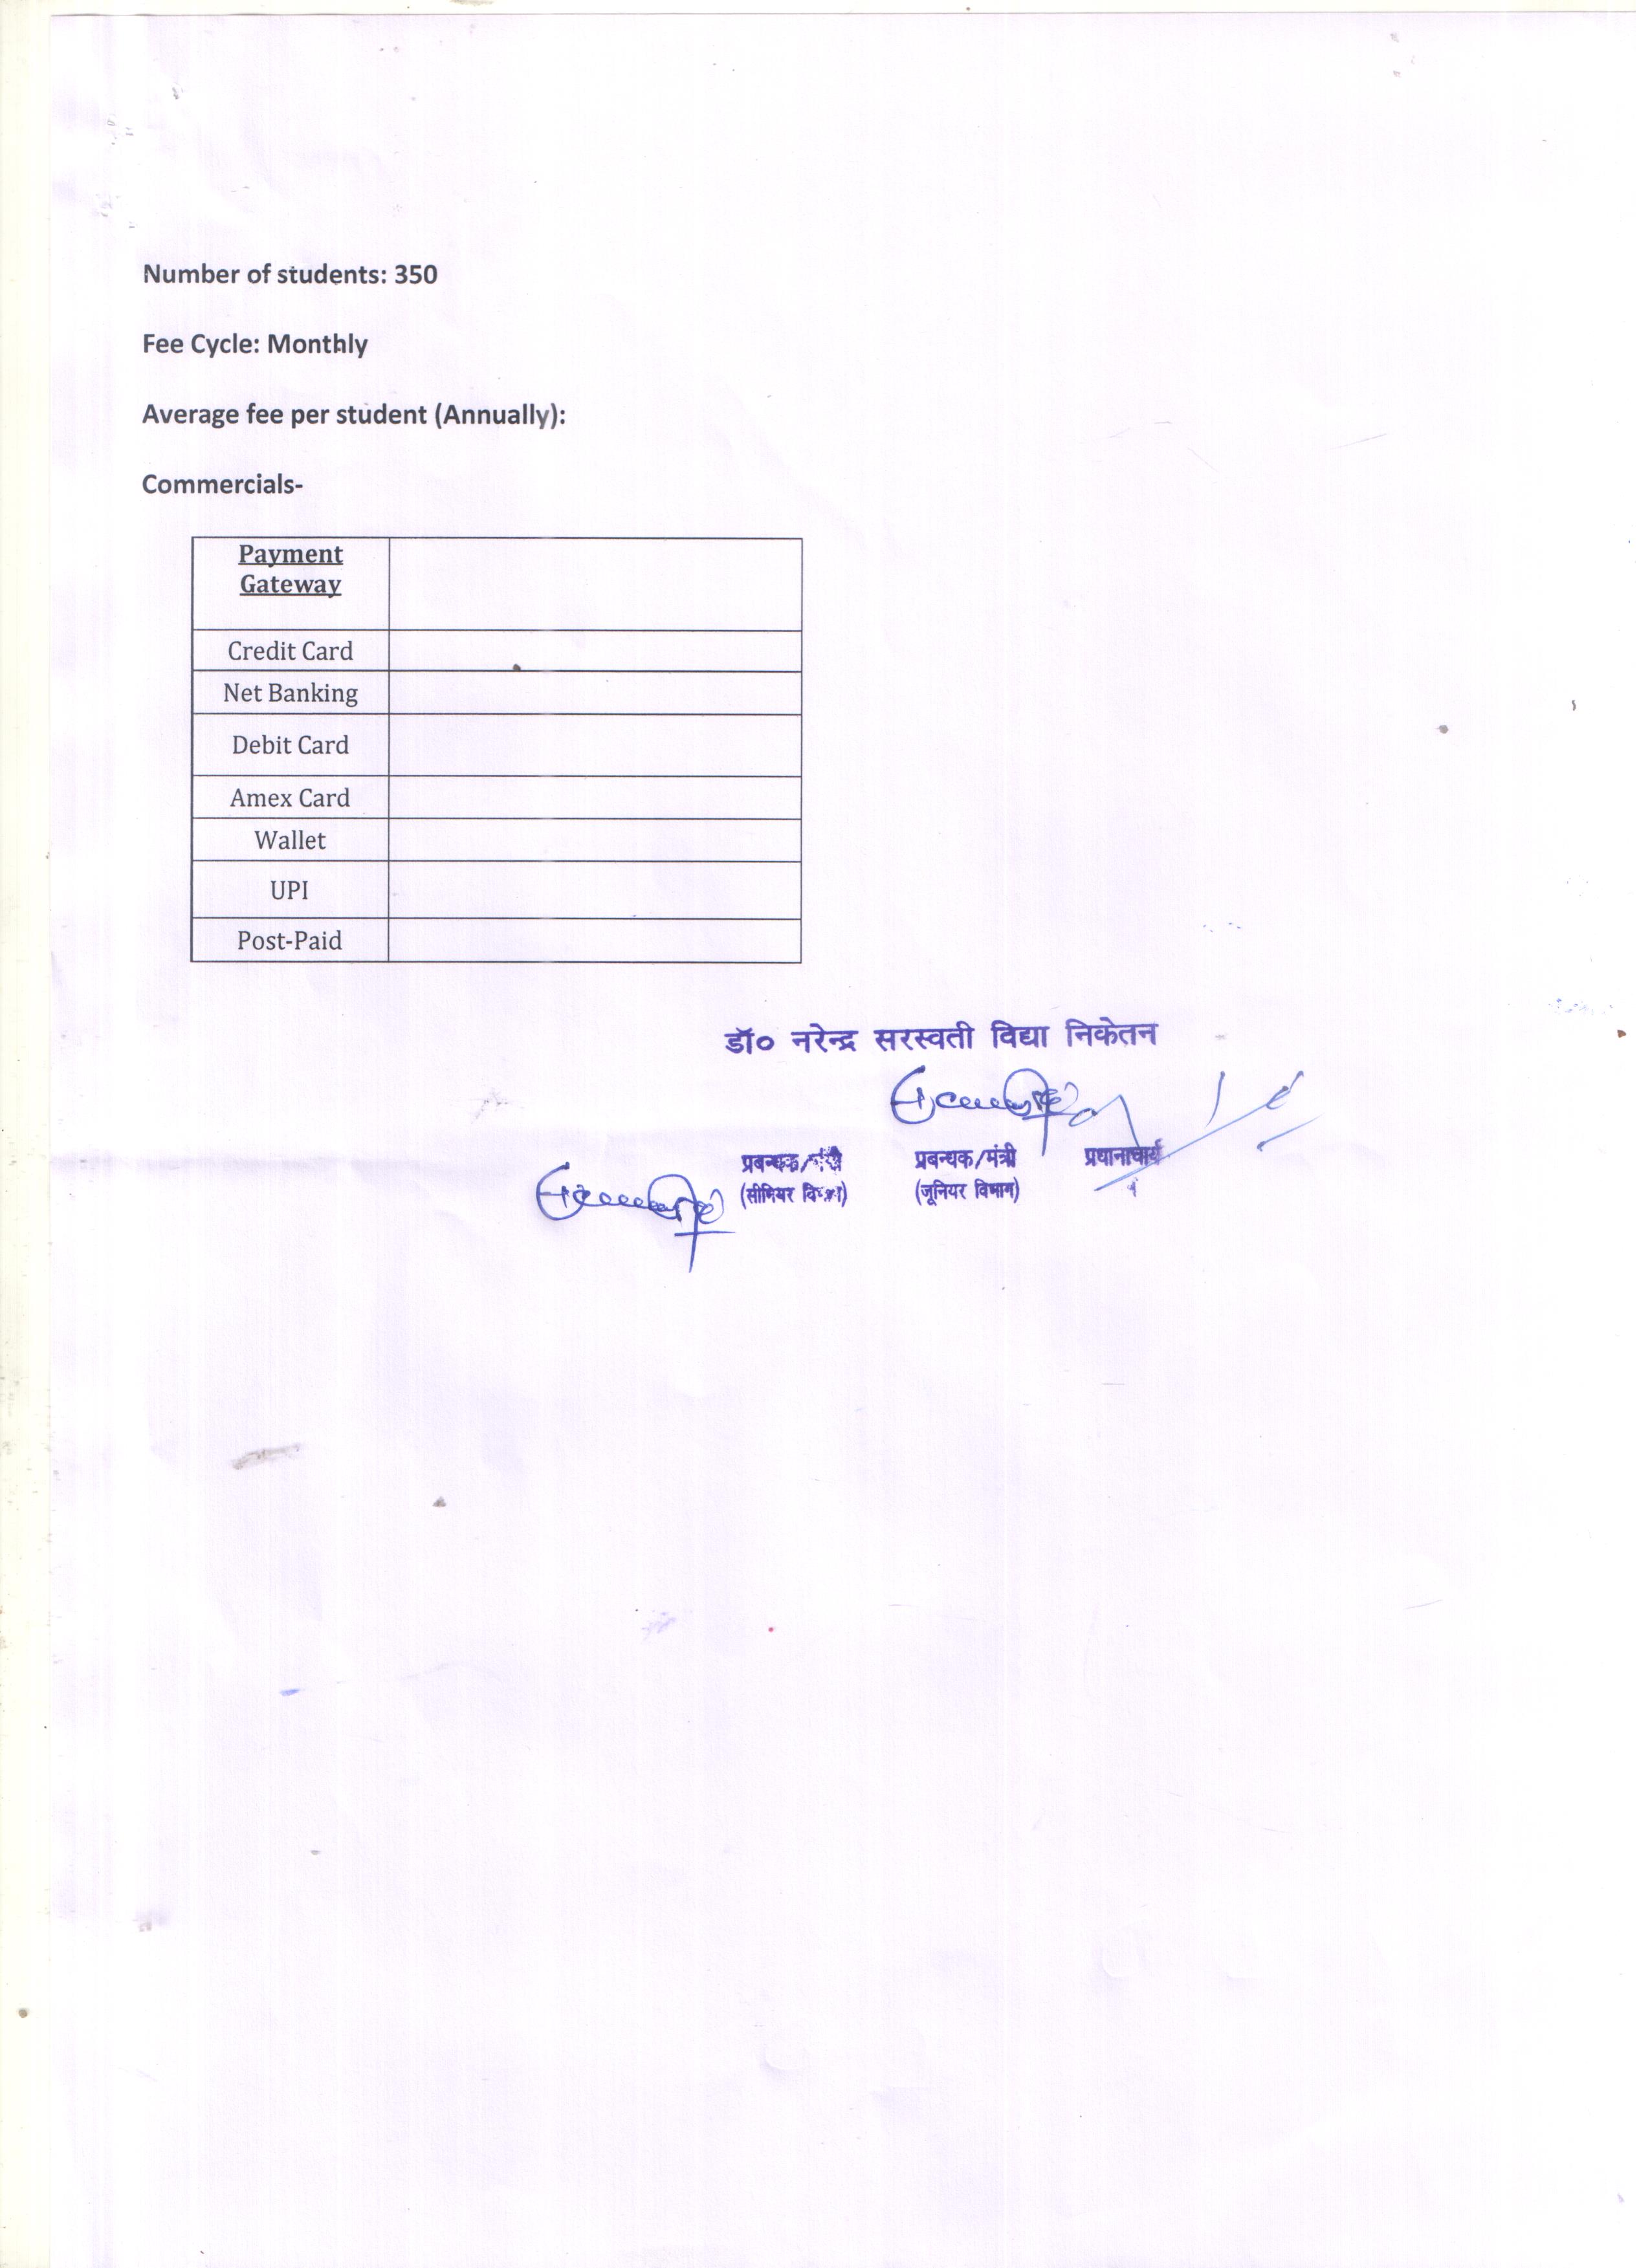 Number of students: 350
Fee Cycle: Monthly
Average fee per student (Annually):
Commercials-
Payment
Gateway
Credit Card
Net Banking
Debit Card
Amex Card
Wallet
UPI
Post-Paid
डॉ० नरेन्द्र सरस्वती विद्या निकेतन
प्रबन्धक/मंत्री प्रबन्धक/मंत्री प्रधानाचार्य
(सीनियर विभाग) (जूनियर विभाग)